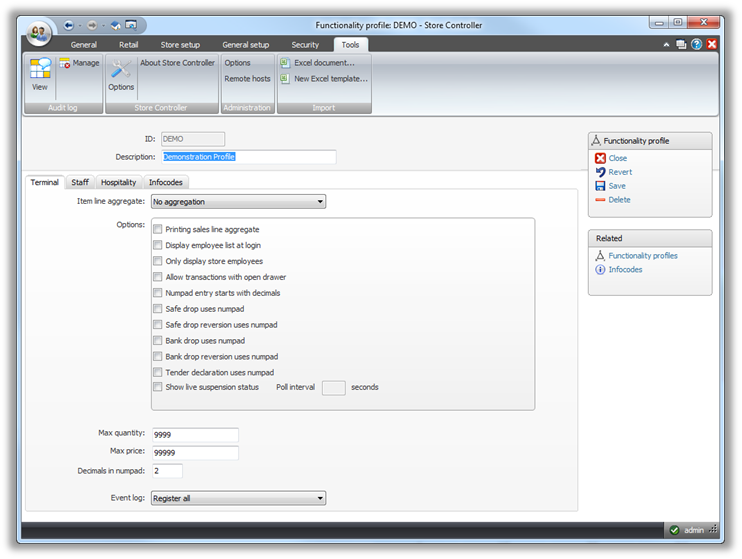 Functionality profile: DEMO - Store Controller
General Retail Store setup General setup Security Tools
View Manage Options About Store Controller Options Excel document...
Remote hosts New Excel template...
Audit log Store Controller Administration Import
ID: DEMO
Description: Demonstration Profile
Terminal Staff Hospitality Infocodes
Item line aggregate: No aggregation
Options:
Printing sales line aggregate
Display employee list at login
Only display store employees
Allow transactions with open drawer
Numpad entry starts with decimals
Safe drop uses numpad
Safe drop reversion uses numpad
Bank drop uses numpad
Bank drop reversion uses numpad
Tender declaration uses numpad
Show live suspension status Poll interval seconds
Max quantity: 9999
Max price: 99999
Decimals in numpad: 2
Event log: Register all
Functionality profile
Close
Revert
Save
Delete
Related
Functionality profiles
Infocodes
admin